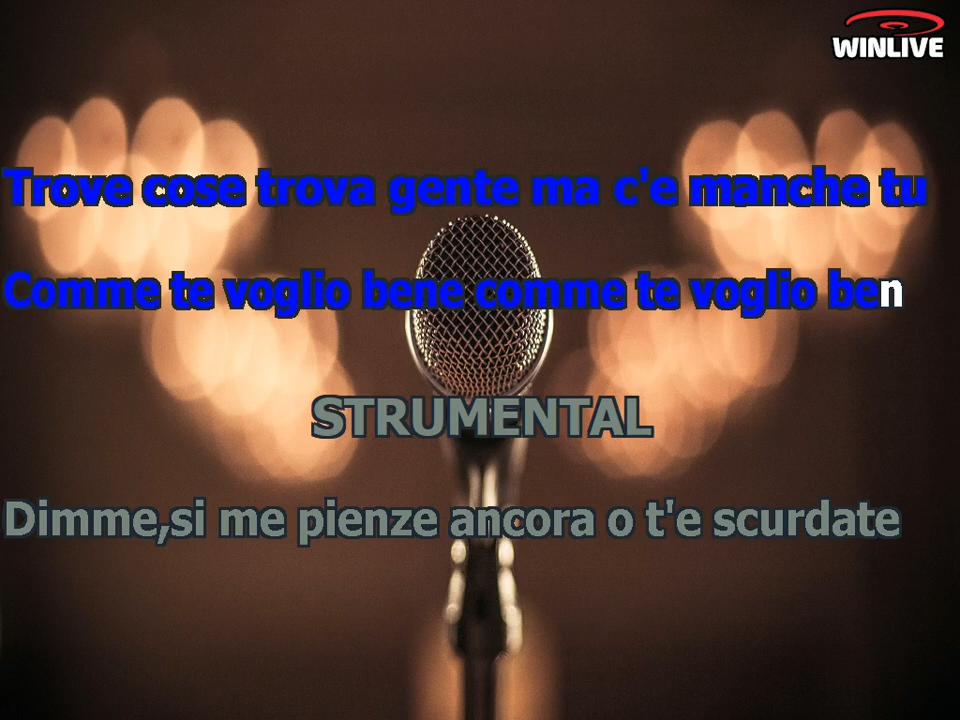 WINLIVE
Trove cose trova gente ma c'e manche tu
Comme te voglio bene comme te voglio ben
STRUMENTAL
Dimme,si me pienze ancora o t'e scurdate